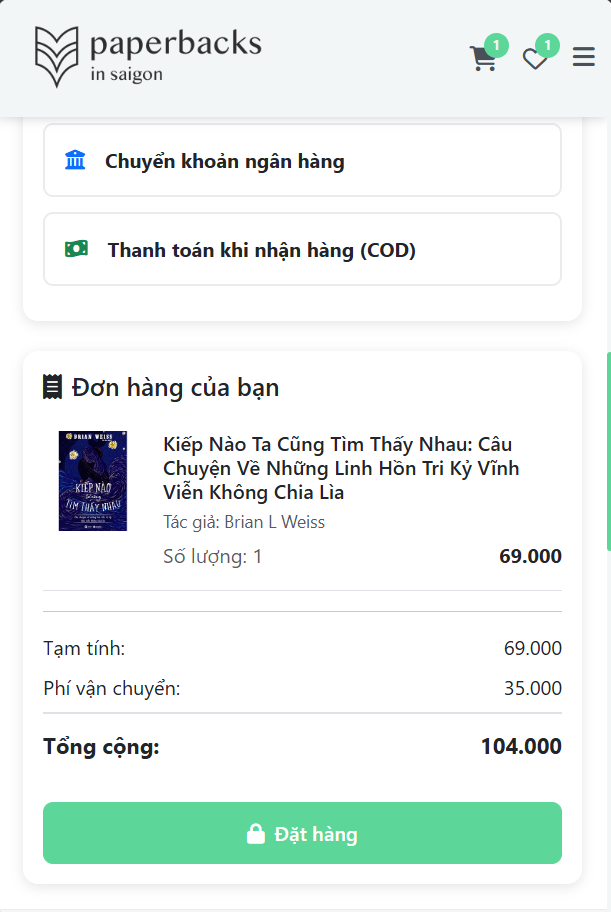 paperbacks
in saigon
1
1
Chuyển khoản ngân hàng
Thanh toán khi nhận hàng (COD)
Đơn hàng của bạn
BRIAN WEISS
KIẾP NÀO
TÌM THẤY NHAU
Kiếp Nào Ta Cũng Tìm Thấy Nhau: Câu
Chuyện Về Những Linh Hồn Tri Kỷ Vĩnh
Viễn Không Chia Lìa
Tác giả: Brian L Weiss
Số lượng: 1
69.000
Tạm tính:
69.000
Phí vận chuyển:
35.000
Tổng cộng:
104.000
Đặt hàng